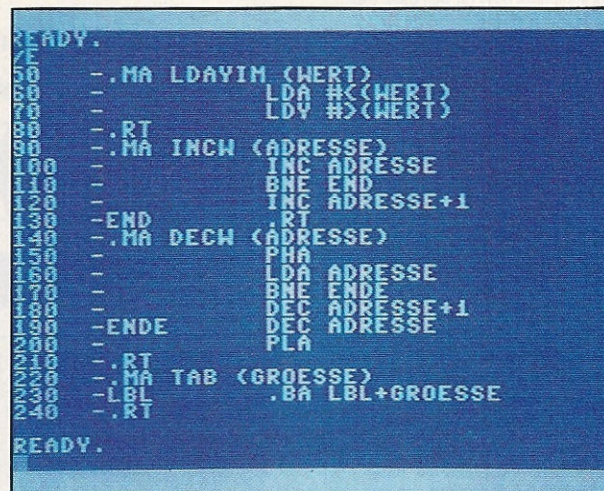 READY.
/E
50 -.MA LDAYIM (WERT)
60 - LDA #<(WERT)
70 - LDY #>(WERT)
80 -.RT
90 -.MA INCW (ADRESSE)
100 - INC ADRESSE
110 - BNE END
120 - INC ADRESSE+1
130 -END .RT
140 -.MA DECW (ADRESSE)
150 - PHA
160 - LDA ADRESSE
170 - BNE ENDE
180 - DEC ADRESSE+1
190 -ENDE DEC ADRESSE
200 - PLA
210 -.RT
220 -.MA TAB (GROESSE)
230 -LBL .BA LBL+GROESSE
240 -.RT
READY.